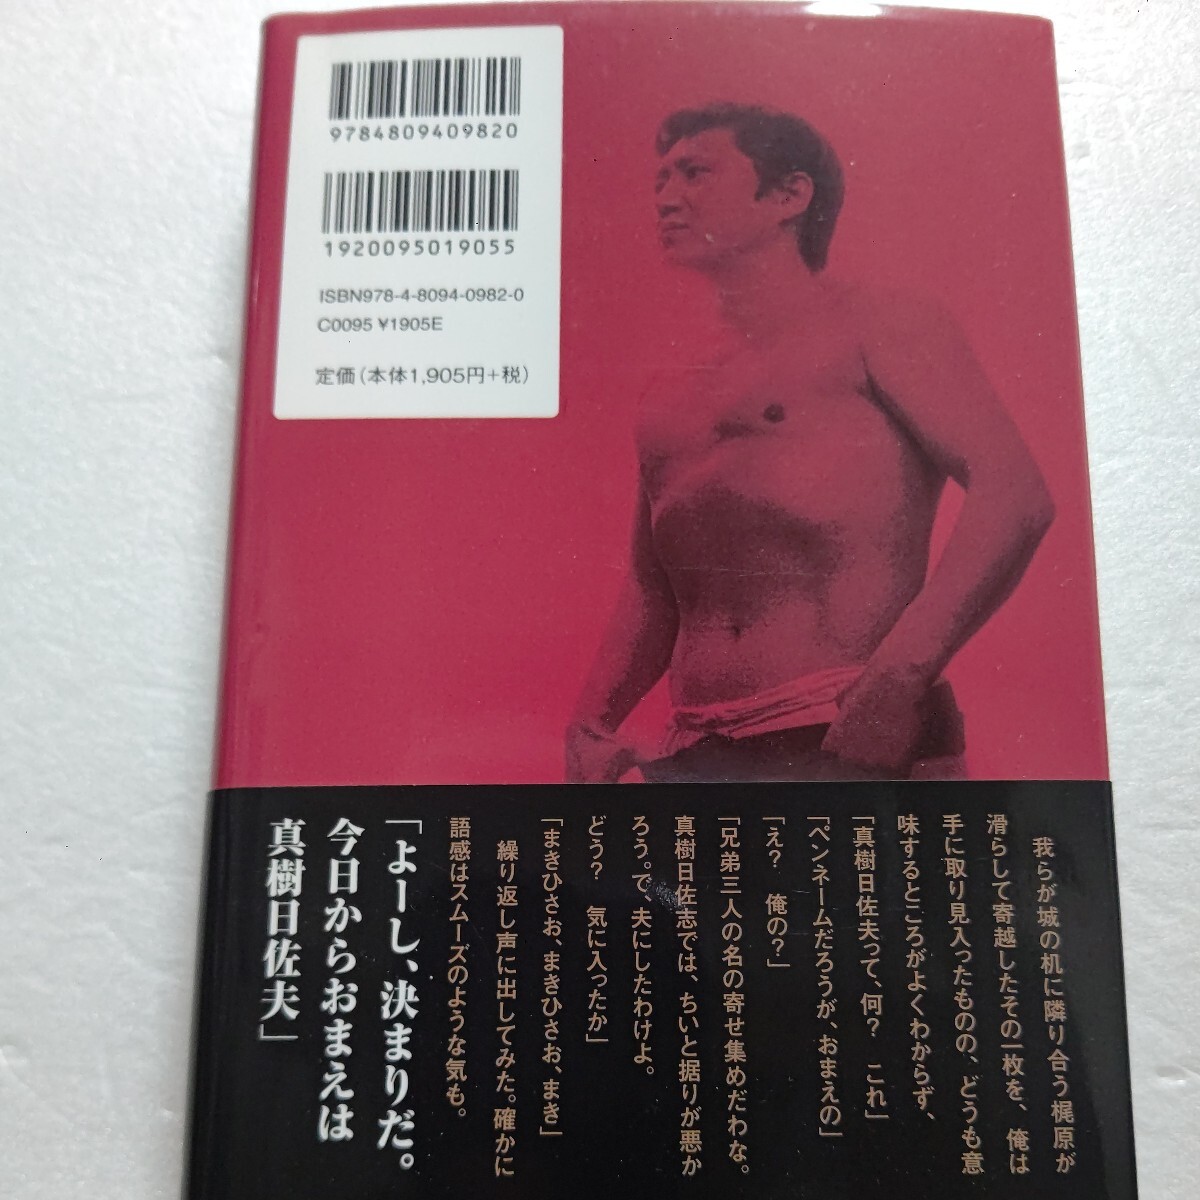 9784809409820
1920095019055
ISBN978-4-8094-0982-0
C0095 ¥1905E
定価(本体1,905円+税)
我らが城の机に隣り合う梶原が
滑らして寄越したその一枚を、俺は
手に取り見入ったものの、どうも意
味するところがよくわからず、
「真樹日佐夫って、何? これ」
「ペンネームだろうが、おまえの」
「え? 俺の?」
「兄弟三人の名の寄せ集めだわな。
真樹日佐志では、ちいと据りが悪か
ろう。で、夫にしたわけよ。
どう? 気に入ったか」
「まきひさお、まきひさお、まき」
繰り返し声に出してみた。確かに
語感はスムーズのような気も。
「よーし、決まりだ。
今日からおまえは
真樹日佐夫」